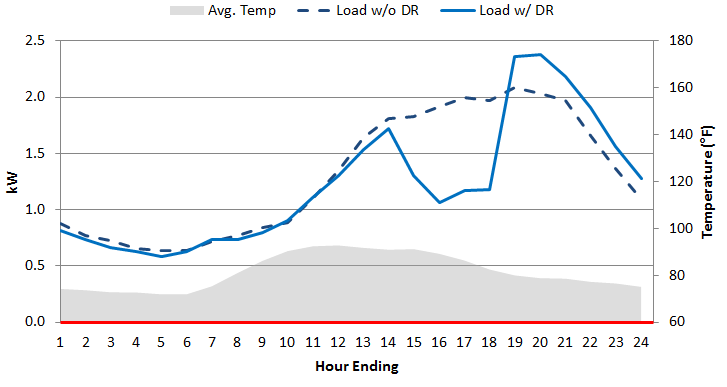 Avg. Temp Load w/o DR Load w/ DR
2.5 180
2.0 160
140
1.5
120
1.0 100
0.5 80
0.0 60
kW
Temperature (°F)
1 2 3 4 5 6 7 8 9 10 11 12 13 14 15 16 17 18 19 20 21 22 23 24
Hour Ending